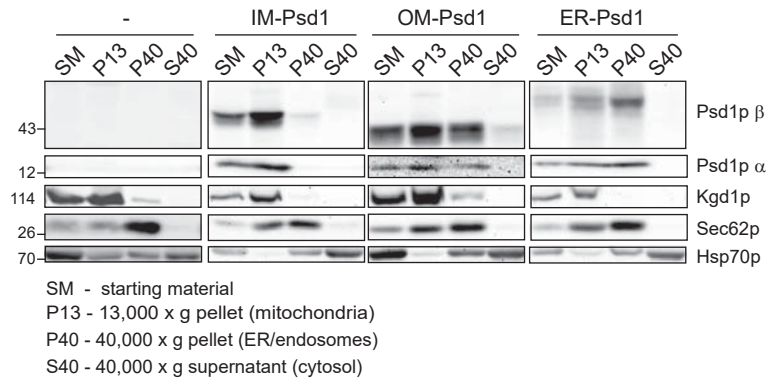 - IM-Psd1 OM-Psd1 ER-Psd1
SM P13 P40 S40 SM P13 P40 S40 SM P13 P40 S40 SM P13 P40 S40
43 Psd1p β
12 Psd1p α
114 Kgd1p
26 Sec62p
70 Hsp70p
SM - starting material
P13 - 13,000 x g pellet (mitochondria)
P40 - 40,000 x g pellet (ER/endosomes)
S40 - 40,000 x g supernatant (cytosol)